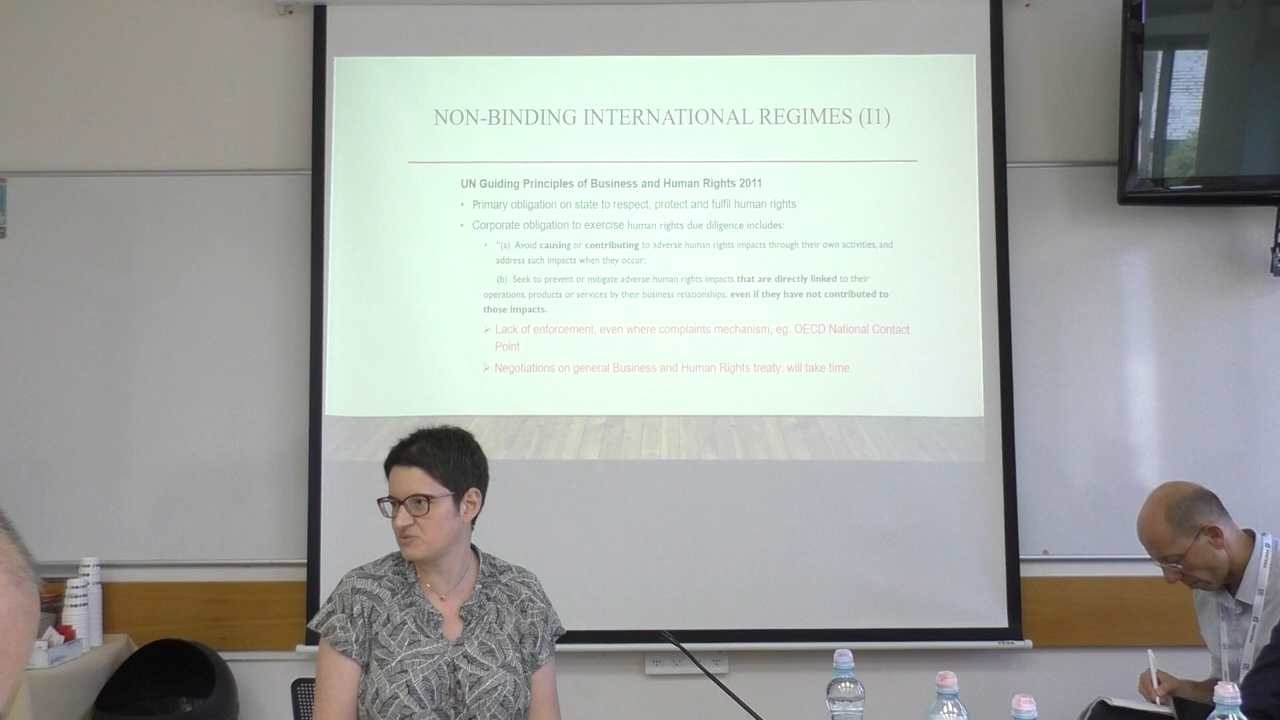 NON-BINDING INTERNATIONAL REGIMES (I1)
UN Guiding Principles of Business and Human Rights 2011
• Primary obligation on state to respect, protect and fulfil human rights
• Corporate obligation to exercise human rights due diligence includes:
• "(a) Avoid causing or contributing to adverse human rights impacts through their own activities, and
address such impacts when they occur;
(b) Seek to prevent or mitigate adverse human rights impacts that are directly linked to their
operations, products or services by their business relationships, even if they have not contributed to
those impacts.
➢ Lack of enforcement, even where complaints mechanism, eg. OECD National Contact
Point
➢ Negotiations on general Business and Human Rights treaty; will take time.
VEGA